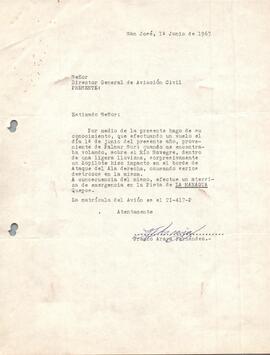 San José, 14 Junio de 1963
Señor
Director General de Aviación Civil
PRESENTE:
Estimado Señor:
Por medio de la presente hago de su
conocimiento, que efectuando un vuelo el
día 14 de junio del presente año, prove-
niente de Palmar Sur; cuando me encontra
ba volando, sobre el Río Savegre, dentro de
una ligera llovizna, sorpresivamente
un zopilote hizo impacto en el borde de
Ataque del Ala derecha, causando varios
destrozos en la misma.
A consecuencia del mismo, efectue un aterri-
de emergencia en la Pista de LA MANAGUA
Quepos.
La matrícula del Avión es el TI-417-P
Atentamente
Araya Fernández.